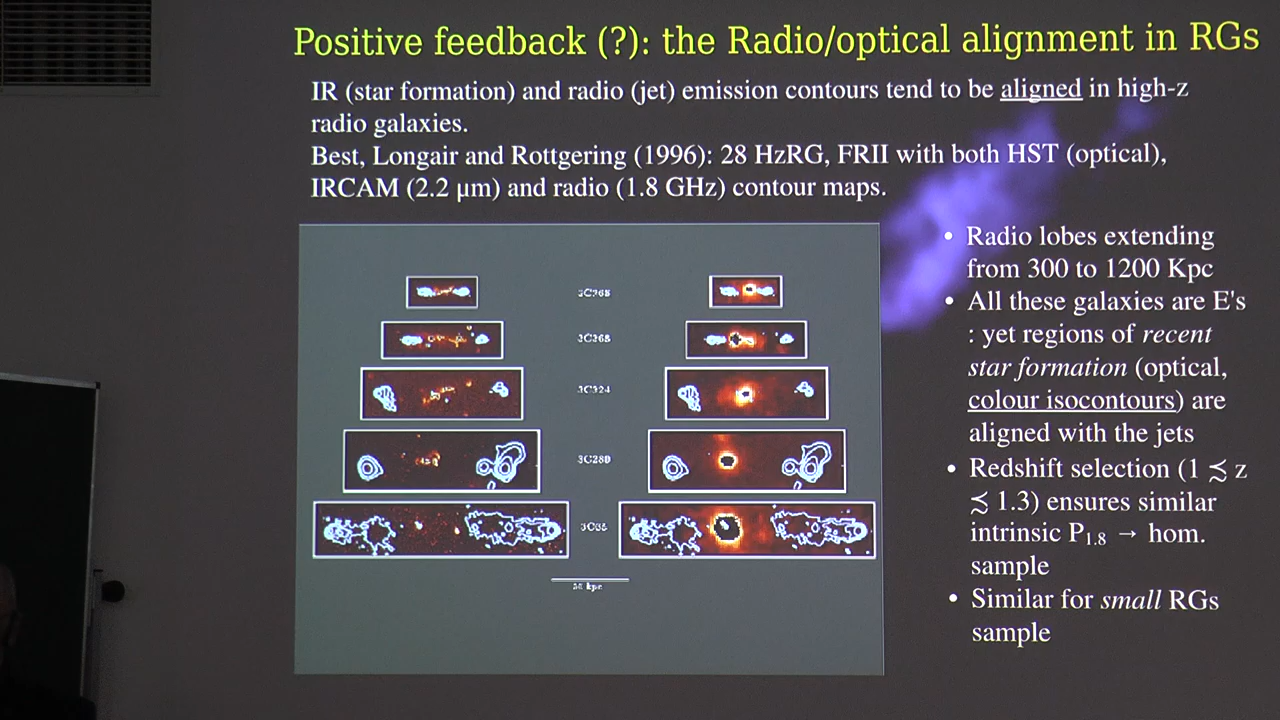 Positive feedback (?): the Radio/optical alignment in RGs
IR (star formation) and radio (jet) emission contours tend to be aligned in high-z
radio galaxies.
Best, Longair and Rottgering (1996): 28 HzRG, FRII with both HST (optical),
IRCAM (2.2 μm) and radio (1.8 GHz) contour maps.
3C324
3C280
kpc
• Radio lobes extending
from 300 to 1200 Kpc
• All these galaxies are E's
: yet regions of recent
star formation (optical,
colour isocontours) are
aligned with the jets
• Redshift selection (1 ≲ z
≲ 1.3) ensures similar
intrinsic P1.8 → hom.
sample
• Similar for small RGs
sample